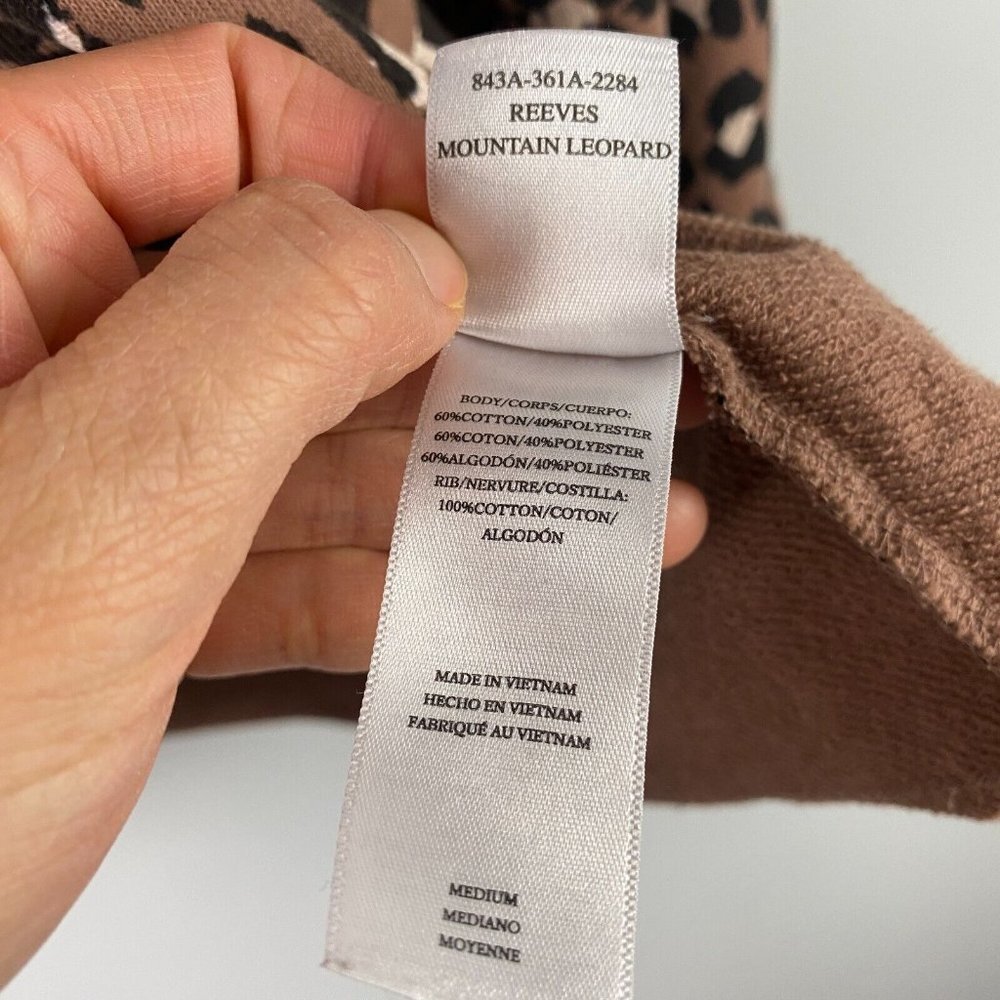 843A-361A-2284
REEVES
MOUNTAIN LEOPARD
BODY/CORPS/CUERPO:
60%COTTON/40%POLYESTER
60%COTON/40%POLYESTER
60%ALGODÓN/40%POLIÉSTER
RIB/NERVURE/COSTILLA:
100%COTTON/COTON/
ALGODÓN
MADE IN VIETNAM
HECHO EN VIETNAM
FABRIQUÉ AU VIETNAM
MEDIUM
MEDIANO
MOYENNE